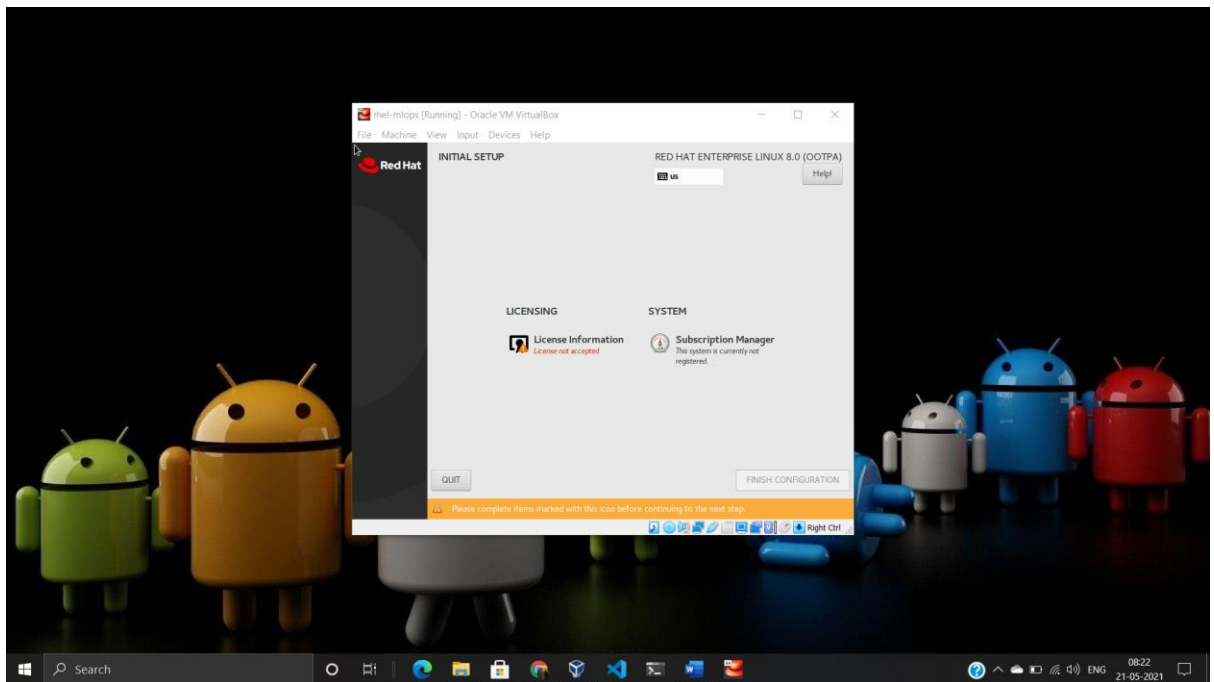 rhel-mlops [Running] - Oracle VM VirtualBox
File Machine View Input Devices Help
Red Hat
INITIAL SETUP
RED HAT ENTERPRISE LINUX 8.0 (OOTPA)
us
Help!
LICENSING
SYSTEM
License Information
License not accepted
Subscription Manager
This system is currently not
registered.
QUIT
FINISH CONFIGURATION
Please complete items marked with this icon before continuing to the next step.
Right Ctrl
Search
ENG
08:22
21-05-2021